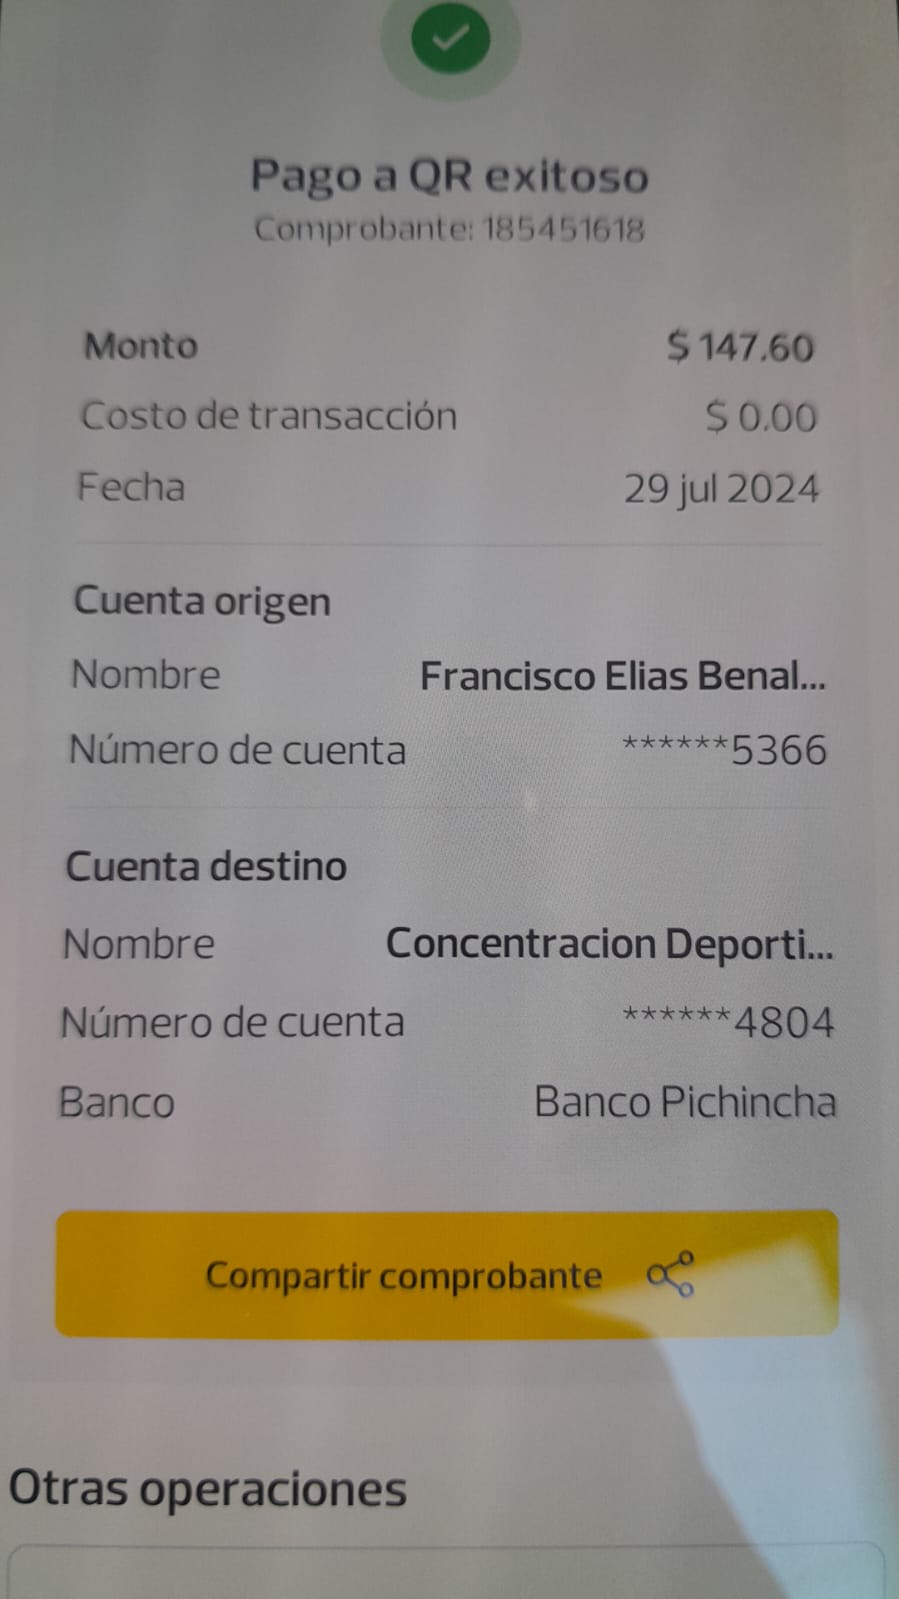 Pago a QR exitoso
Comprobante: 185451618
Monto $ 147.60
Costo de transacción $ 0.00
Fecha 29 jul 2024
Cuenta origen
Nombre Francisco Elias Benal...
Número de cuenta ******5366
Cuenta destino
Nombre Concentracion Deporti...
Número de cuenta ******4804
Banco Banco Pichincha
Compartir comprobante
Otras operaciones